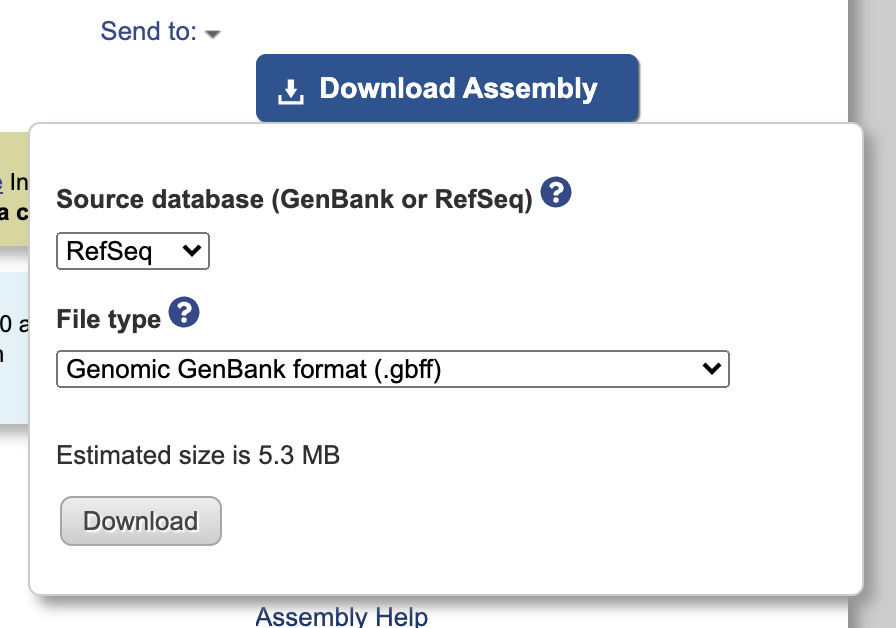 Send to:
Download Assembly
In
a c
Source database (GenBank or RefSeq) ?
RefSeq
File type ?
0 a
Genomic GenBank format (.gbff)
Estimated size is 5.3 MB
Download
Assembly Help